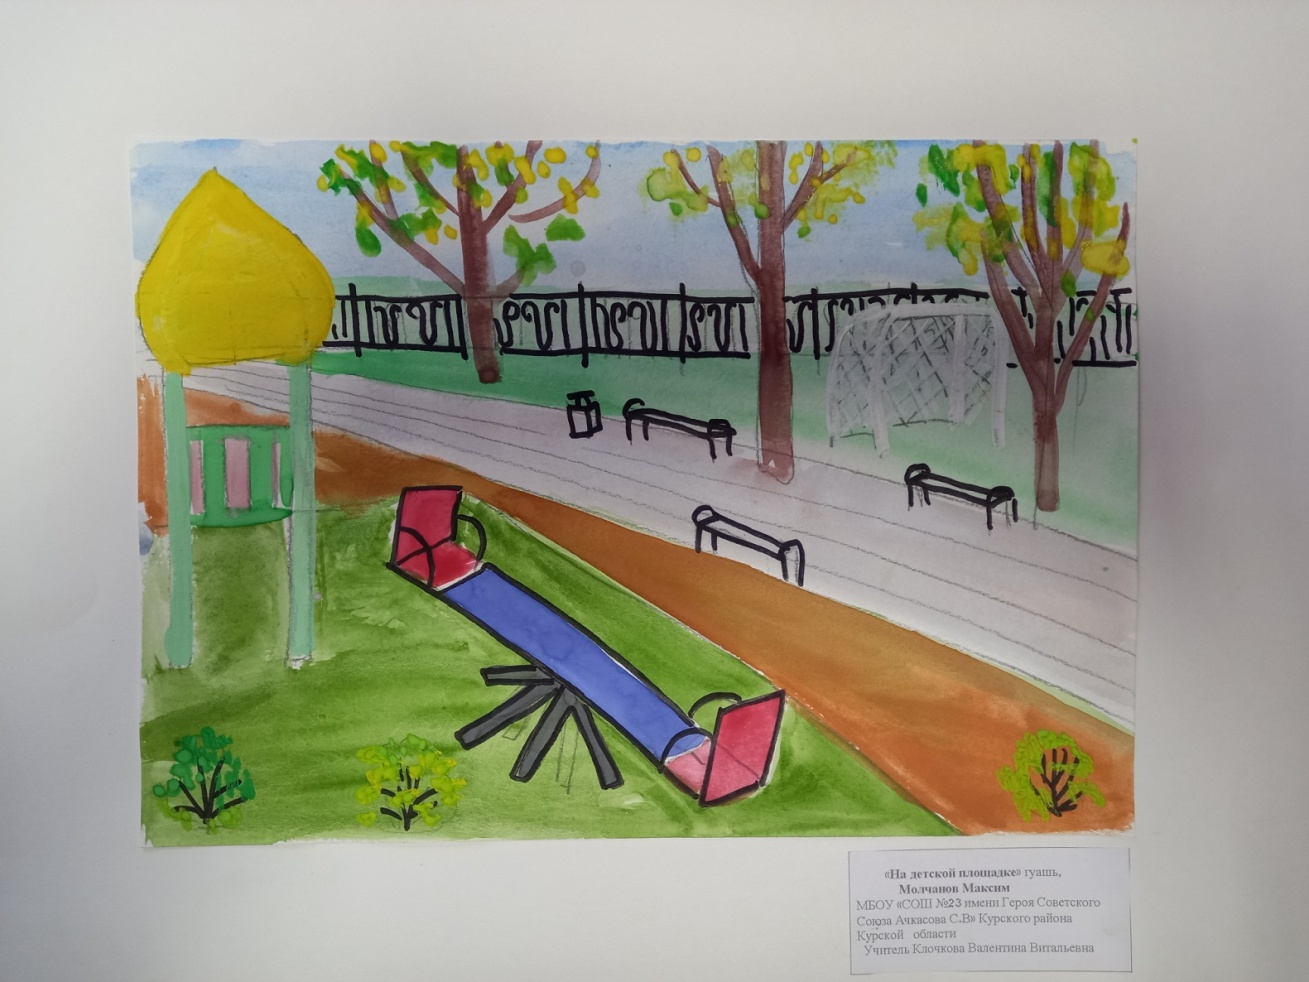 «На детской площадке» гуашь,
Молчанов Максим
МБОУ «СОШ №23 имени Героя Советского
Союза Ачкасова С.В» Курского района
Курской области
Учитель Клочкова Валентина Витальевна